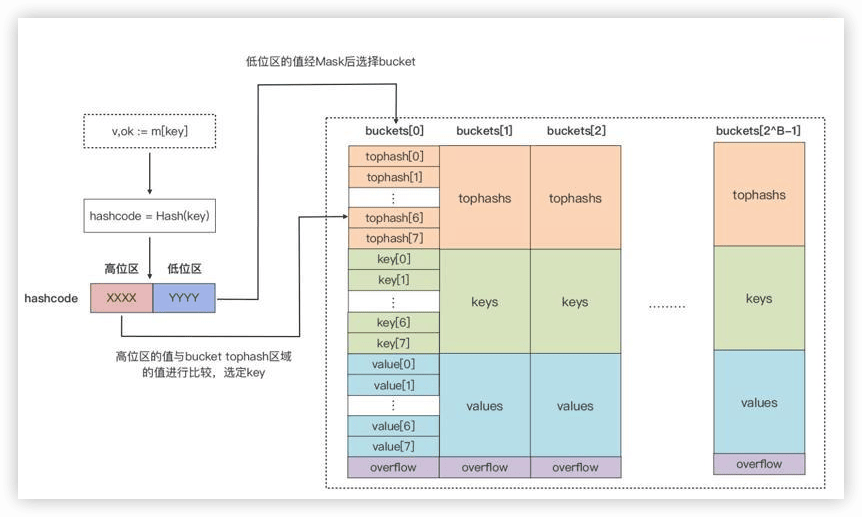 低位区的值经Mask后选择bucket
v,ok := m[key]
hashcode = Hash(key)
高位区 低位区
hashcode XXXX YYYY
高位区的值与bucket tophash区域
的值进行比较，选定key
buckets[0] buckets[1] buckets[2] buckets[2^B-1]
tophash[0]
tophash[1]
⋮
tophash[6]
tophash[7]
tophashs tophashs tophashs
key[0]
key[1]
⋮
key[6]
key[7]
keys keys ......... keys
value[0]
value[1]
⋮
value[6]
value[7]
values values values
overflow overflow overflow overflow